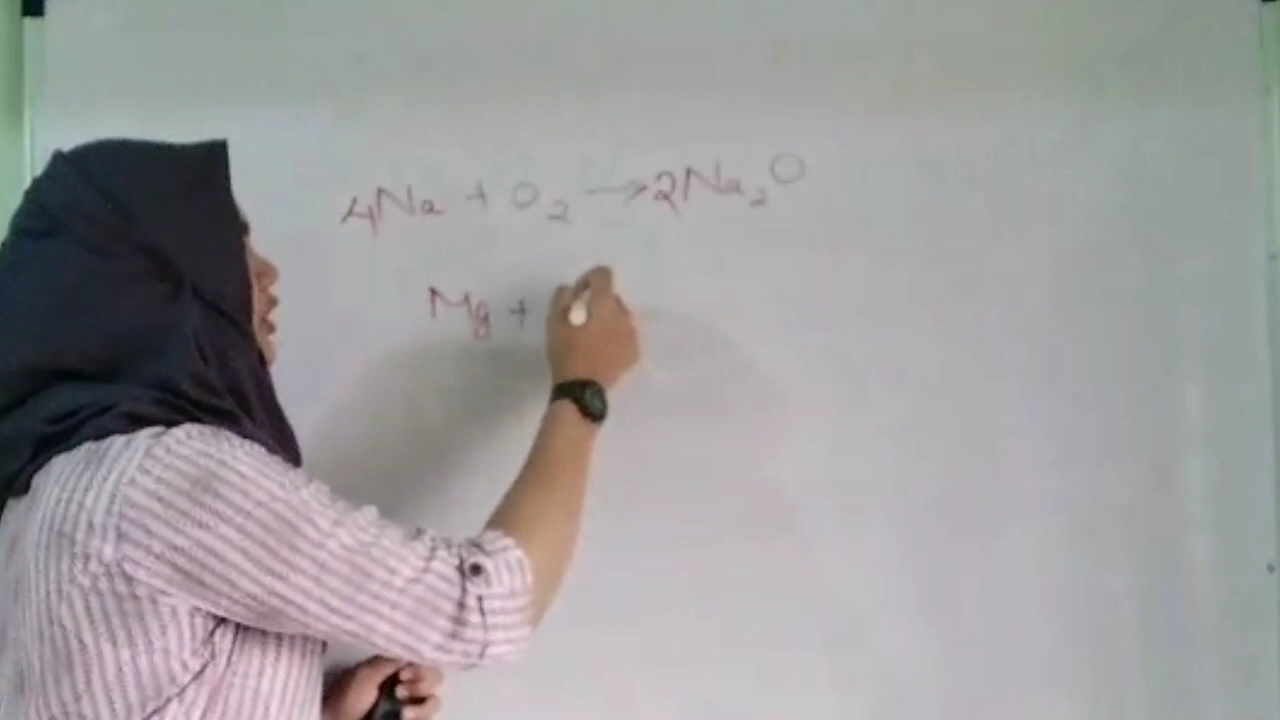 4Na + O₂ → 2Na₂O
Mg +